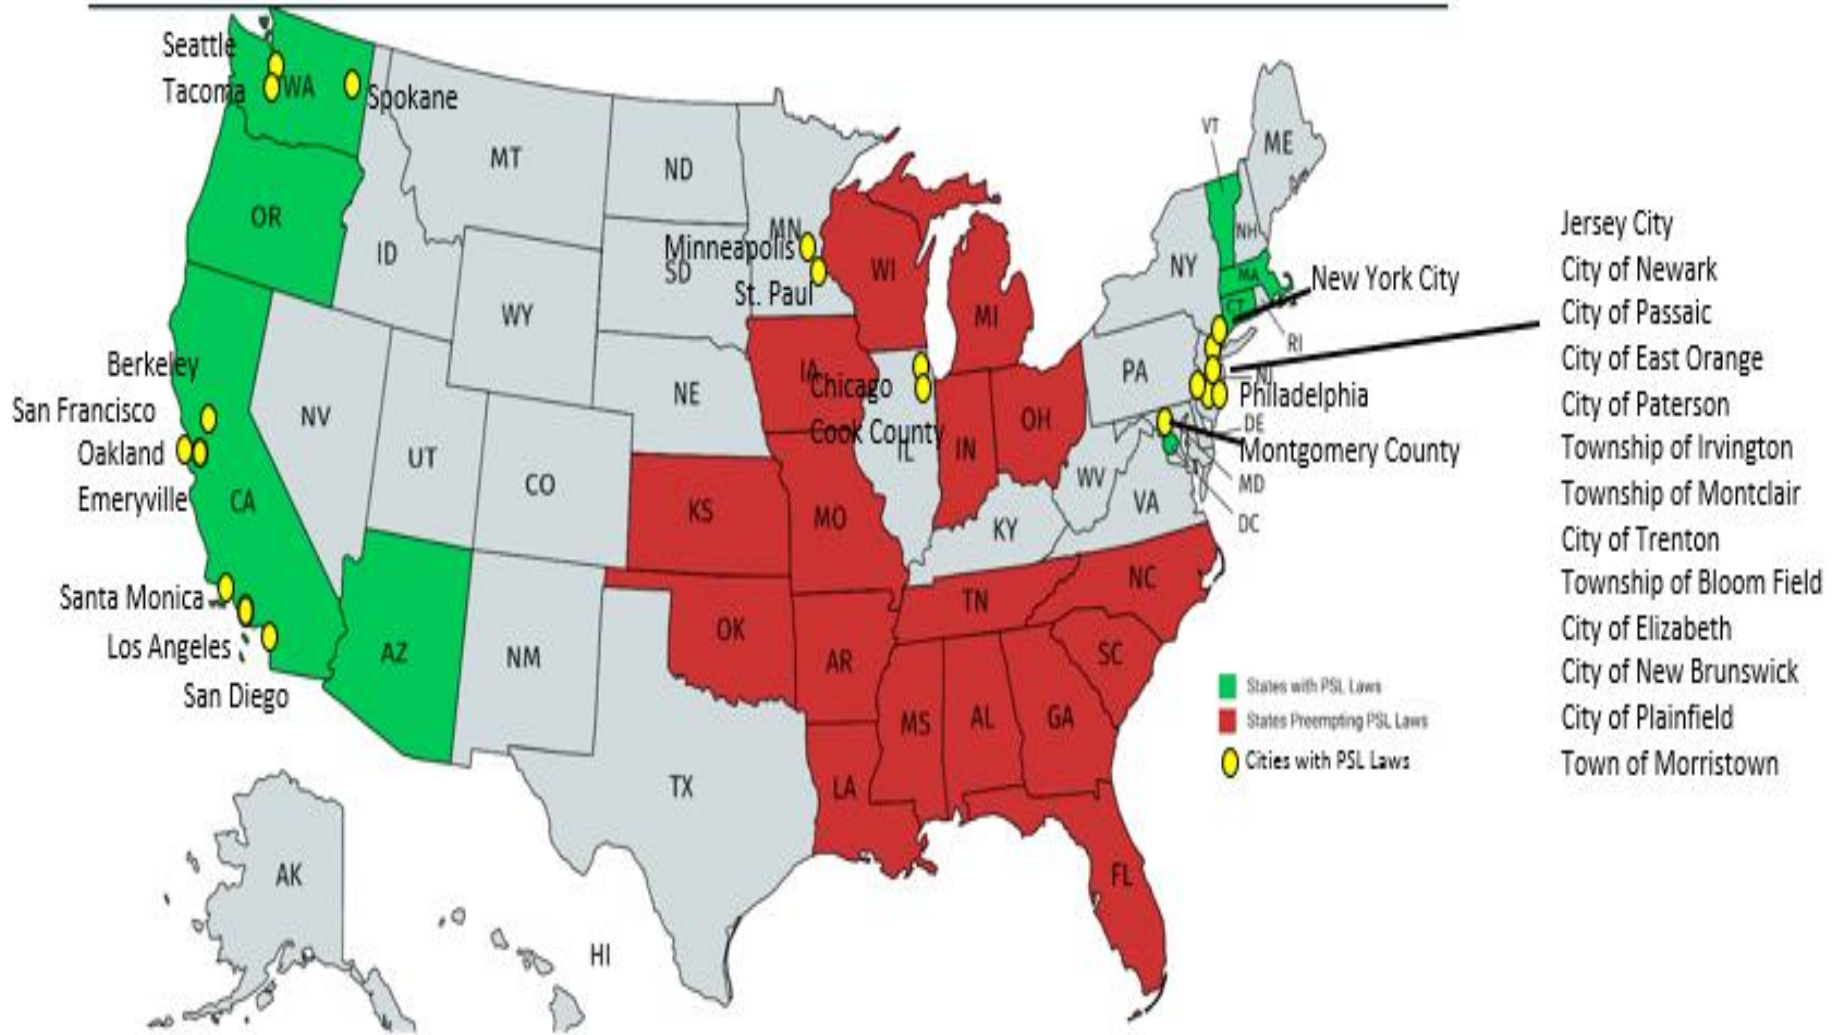 Seattle
Tacoma
WA
Spokane
MT
ND
MN
Minneapolis
SD
St. Paul
OR
ID
WY
WI
MI
VT
ME
NH
NY
MA
CT
New York City
RI
Berkeley
San Francisco
Oakland
Emeryville
CA
NV
UT
CO
NE
IA
Chicago
Cook County
IL
IN
OH
PA
NJ
Philadelphia
DE
Montgomery County
MD
DC
WV
VA
KY
KS
MO
Santa Monica
Los Angeles
San Diego
AZ
NM
OK
AR
TN
NC
SC
MS
AL
GA
TX
LA
FL
AK
HI
States with PSL Laws
States Preempting PSL Laws
Cities with PSL Laws
Jersey City
City of Newark
City of Passaic
City of East Orange
City of Paterson
Township of Irvington
Township of Montclair
City of Trenton
Township of Bloom Field
City of Elizabeth
City of New Brunswick
City of Plainfield
Town of Morristown